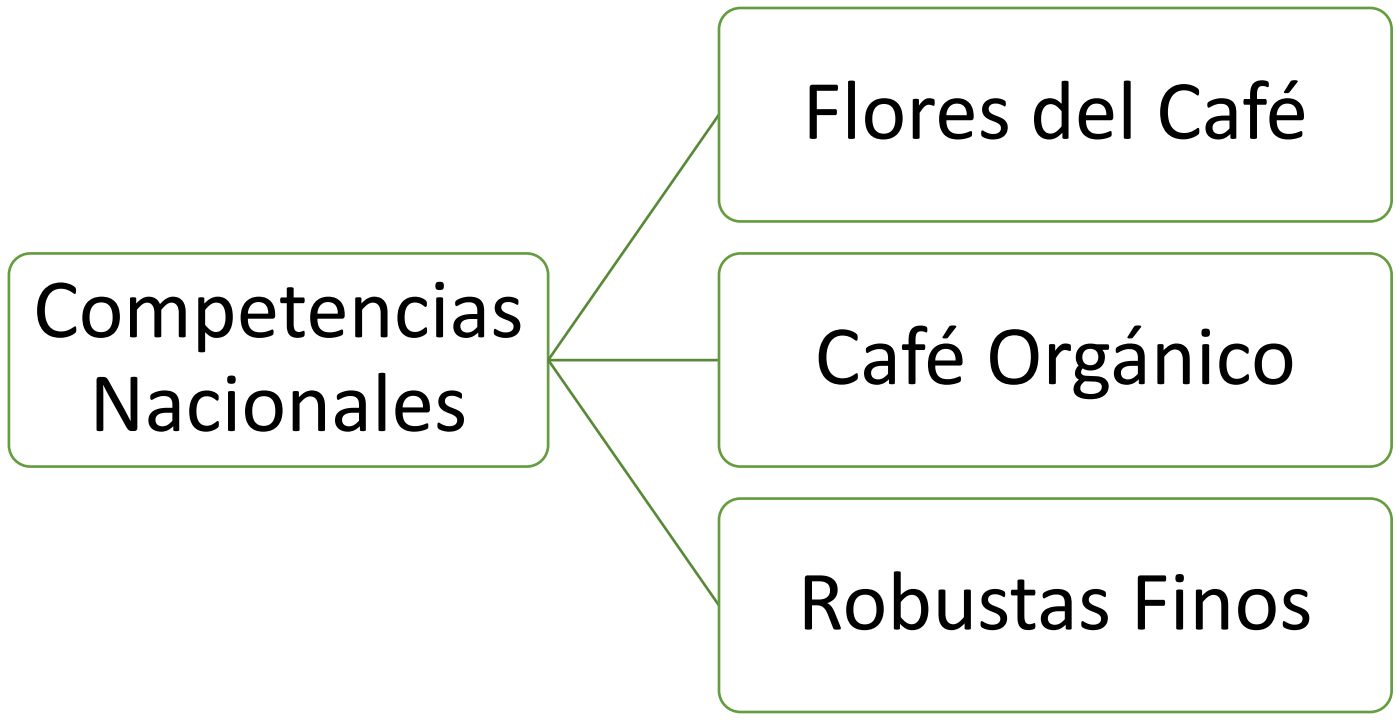 Flores del Café
Competencias
Nacionales
Café Orgánico
Robustas Finos